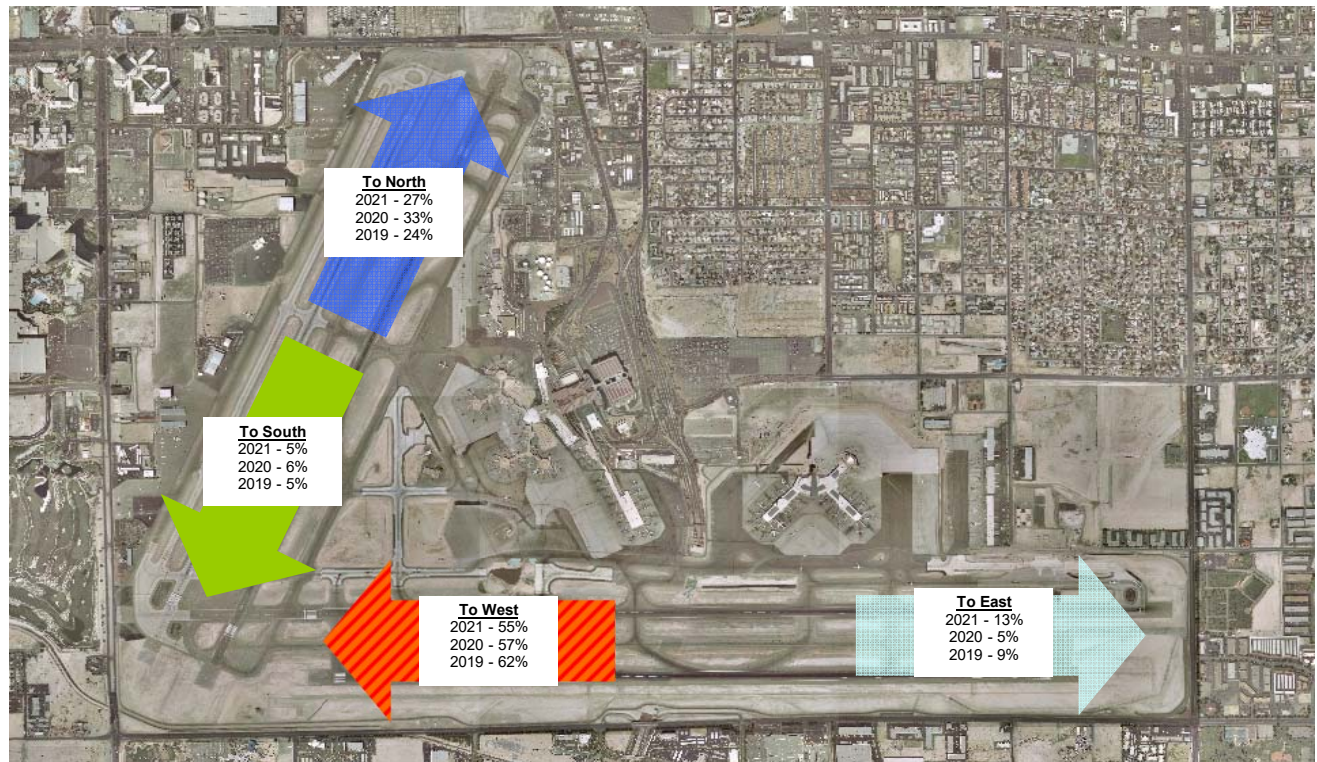 To North
2021 - 27%
2020 - 33%
2019 - 24%
To South
2021 - 5%
2020 - 6%
2019 - 5%
To West
2021 - 55%
2020 - 57%
2019 - 62%
To East
2021 - 13%
2020 - 5%
2019 - 9%